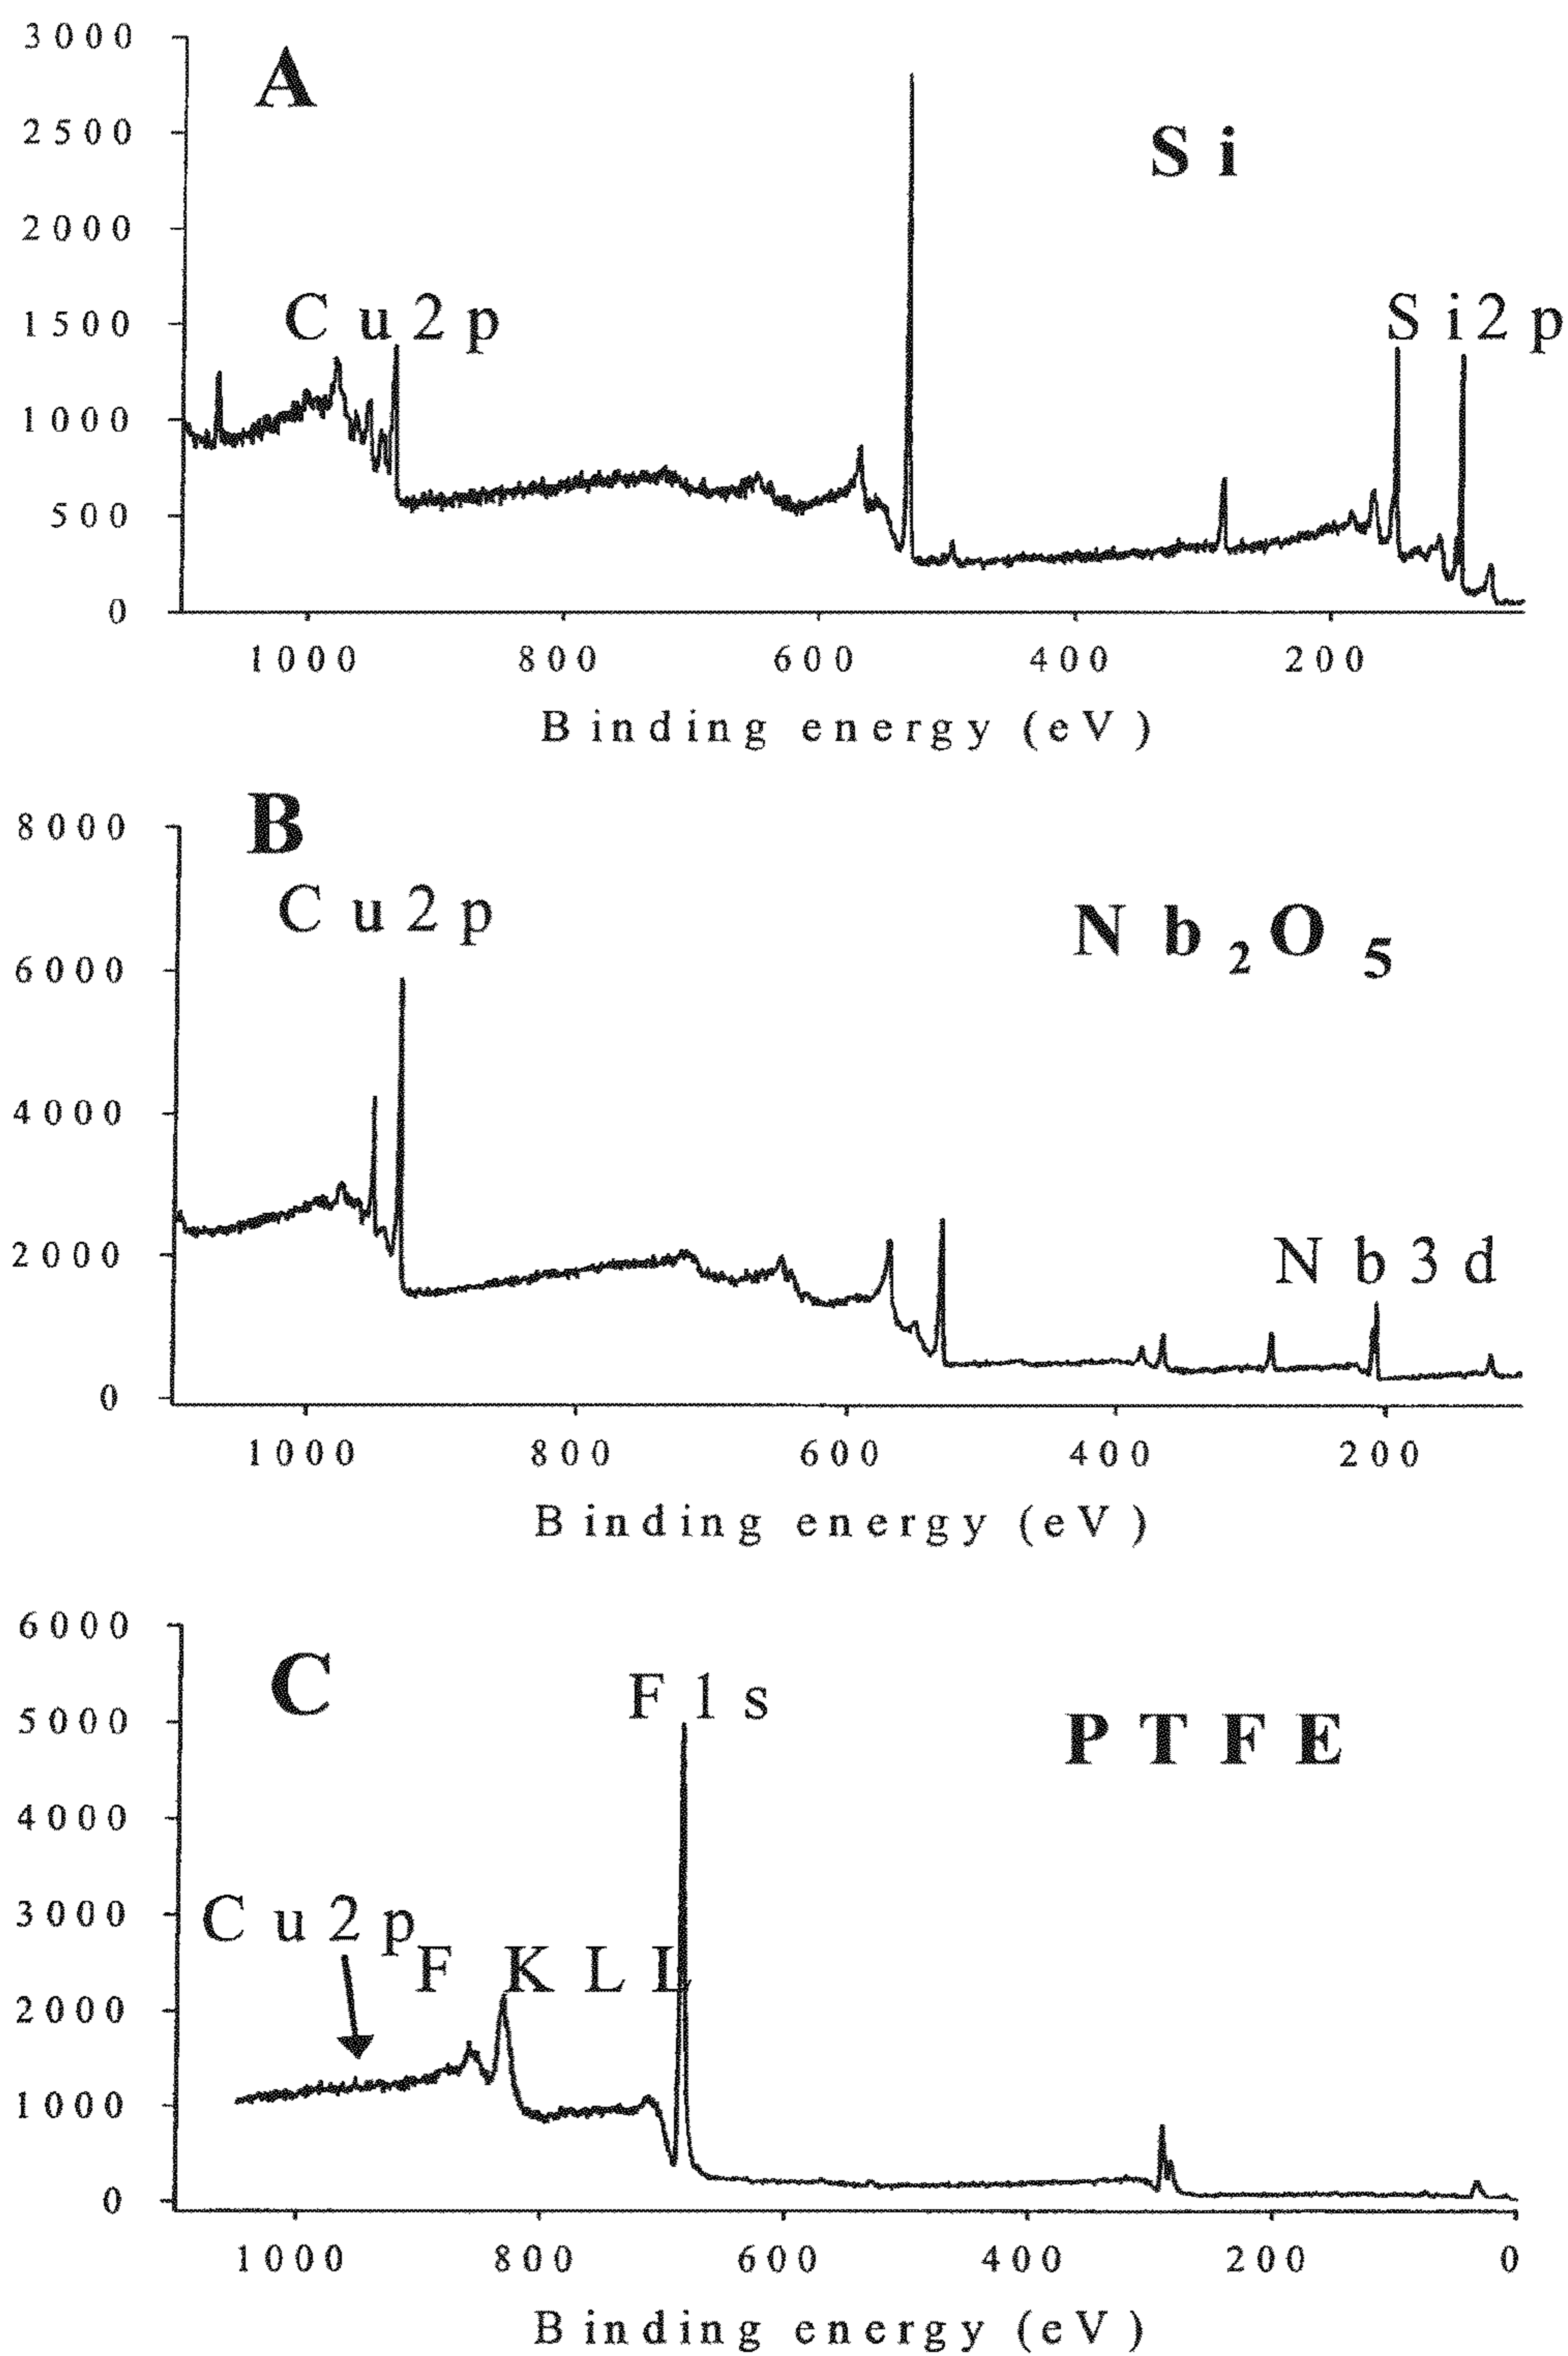 3000
A
2500
Si
2000
Cu2p
Si2p
1500
1000
500
0
1000 800 600 400 200
Binding energy (eV)
8000
B
Cu2p
Nb2O5
6000
4000
Nb3d
2000
0
1000 800 600 400 200
Binding energy (eV)
6000
C
F1s
5000
PTFE
4000
3000
Cu2p
F KLL
2000
1000
0
1000 800 600 400 200 0
Binding energy (eV)